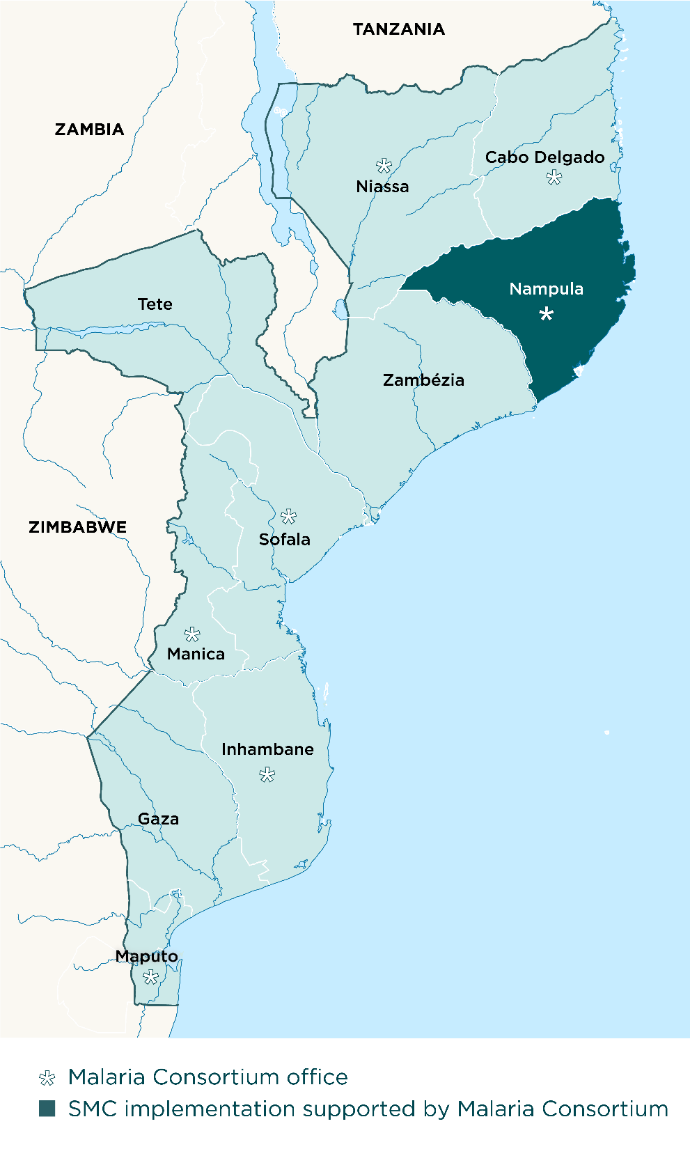 TANZANIA
ZAMBIA
Cabo Delgado
Niassa
Nampula
Tete
Zambézia
ZIMBABWE
Sofala
Manica
Inhambane
Gaza
Maputo
Malaria Consortium office
SMC implementation supported by Malaria Consortium